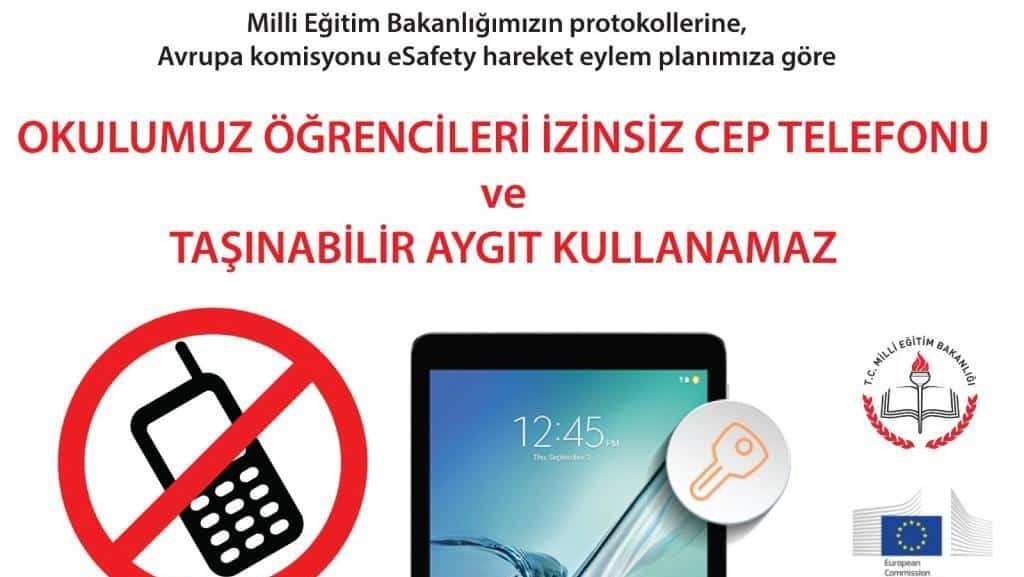 Milli Eğitim Bakanlığımızın protokollerine,
Avrupa komisyonu eSafety hareket eylem planımıza göre
OKULUMUZ ÖĞRENCİLERİ İZİNSİZ CEP TELEFONU
ve
TAŞINABİLİR AYGIT KULLANAMAZ
12:45 PM
T.C. MİLLİ EĞİTİM BAKANLIĞI
European
Commission